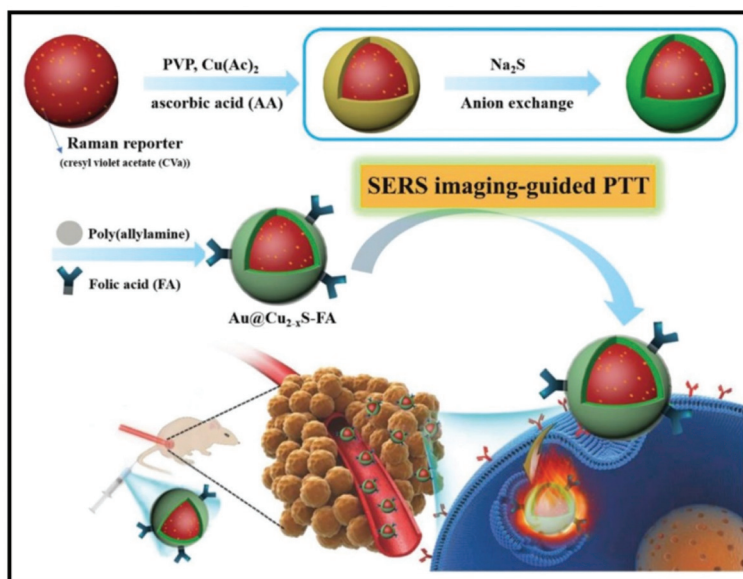 PVP, Cu(Ac)₂
ascorbic acid (AA)
Na₂S
Anion exchange
Raman reporter
(cresyl violet acetate (CVa))
SERS imaging-guided PTT
Poly(allylamine)
Folic acid (FA)
Au@Cu₂₋ₓS-FA